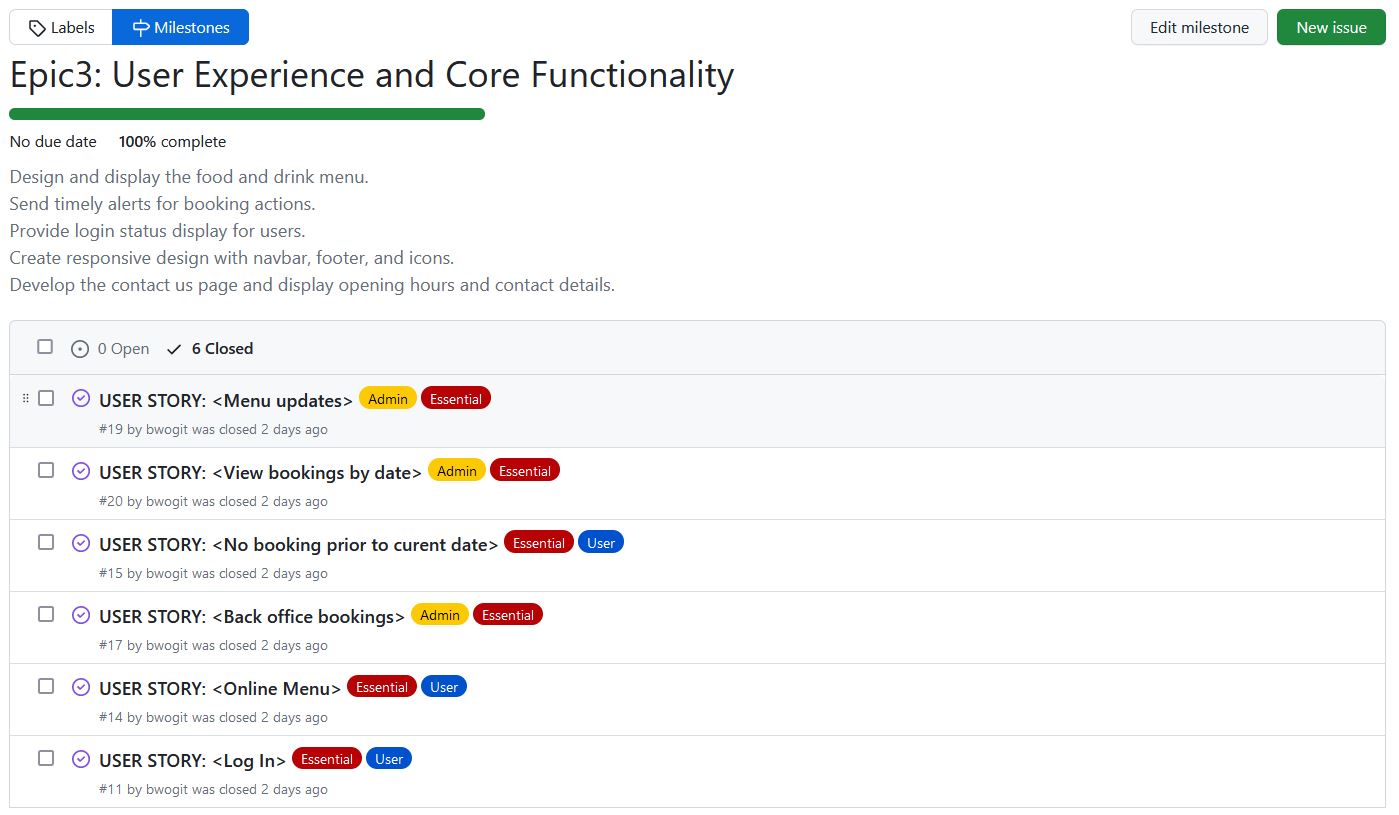 Labels Milestones Edit milestone New issue
Epic3: User Experience and Core Functionality
No due date 100% complete
Design and display the food and drink menu.
Send timely alerts for booking actions.
Provide login status display for users.
Create responsive design with navbar, footer, and icons.
Develop the contact us page and display opening hours and contact details.
0 Open 6 Closed
USER STORY: <Menu updates> Admin Essential
#19 by bwogit was closed 2 days ago
USER STORY: <View bookings by date> Admin Essential
#20 by bwogit was closed 2 days ago
USER STORY: <No booking prior to curent date> Essential User
#15 by bwogit was closed 2 days ago
USER STORY: <Back office bookings> Admin Essential
#17 by bwogit was closed 2 days ago
USER STORY: <Online Menu> Essential User
#14 by bwogit was closed 2 days ago
USER STORY: <Log In> Essential User
#11 by bwogit was closed 2 days ago